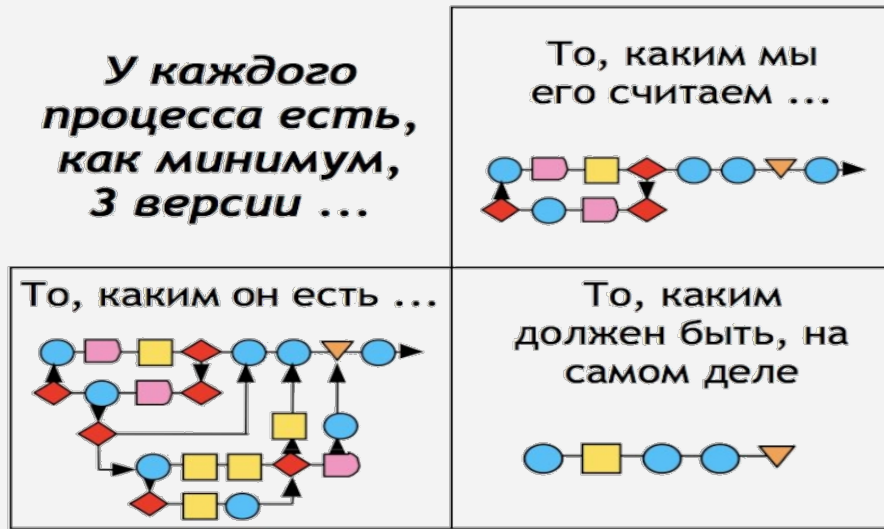 У каждого
процесса есть,
как минимум,
3 версии ...
То, каким мы
его считаем ...
То, каким он есть ...
То, каким
должен быть, на
самом деле